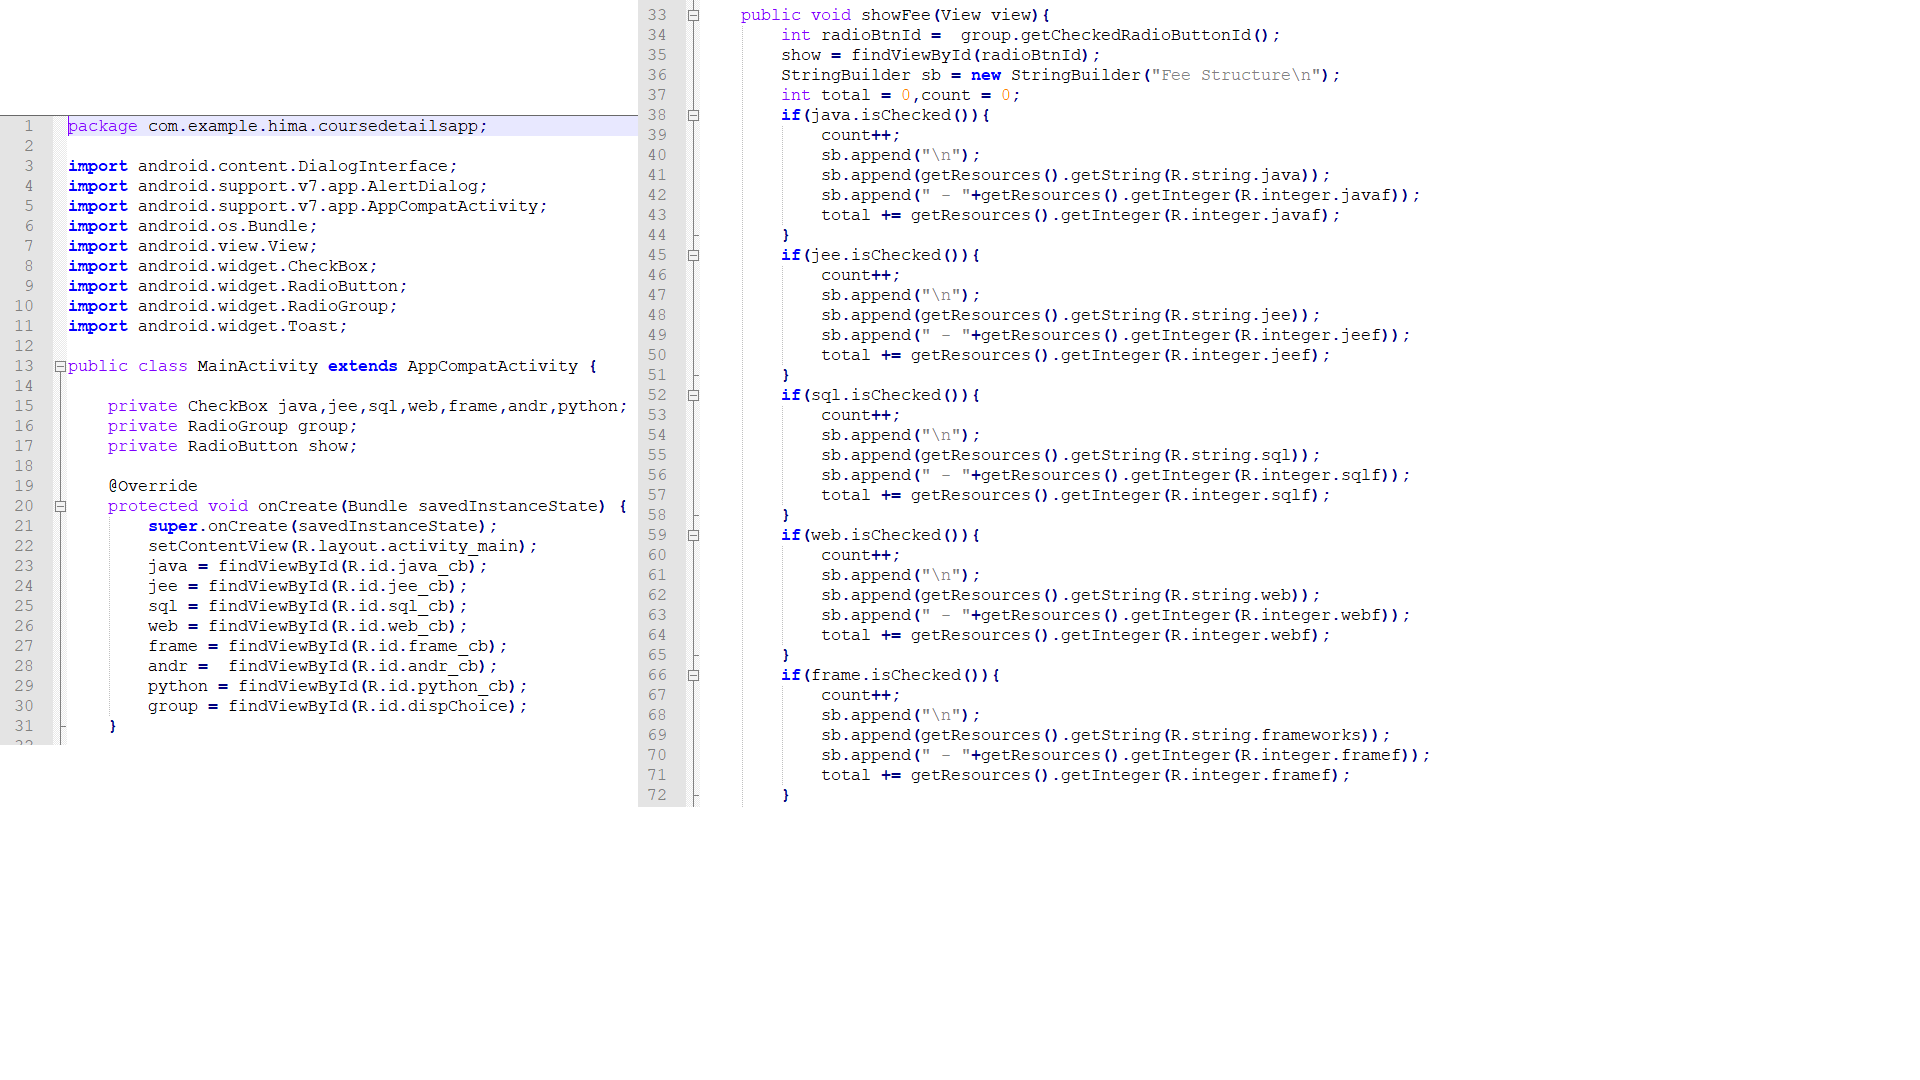 1 package com.example.hima.coursedetailsapp;
2
3 import android.content.DialogInterface;
4 import android.support.v7.app.AlertDialog;
5 import android.support.v7.app.AppCompatActivity;
6 import android.os.Bundle;
7 import android.view.View;
8 import android.widget.CheckBox;
9 import android.widget.RadioButton;
10 import android.widget.RadioGroup;
11 import android.widget.Toast;
12
13 public class MainActivity extends AppCompatActivity {
14
15 private CheckBox java,jee,sql,web,frame,andr,python;
16 private RadioGroup group;
17 private RadioButton show;
18
19 @Override
20 protected void onCreate(Bundle savedInstanceState) {
21 super.onCreate(savedInstanceState);
22 setContentView(R.layout.activity_main);
23 java = findViewById(R.id.java_cb);
24 jee = findViewById(R.id.jee_cb);
25 sql = findViewById(R.id.sql_cb);
26 web = findViewById(R.id.web_cb);
27 frame = findViewById(R.id.frame_cb);
28 andr =  findViewById(R.id.andr_cb);
29 python = findViewById(R.id.python_cb);
30 group = findViewById(R.id.dispChoice);
31 }
33 public void showFee(View view){
34 int radioBtnId =  group.getCheckedRadioButtonId();
35 show = findViewById(radioBtnId);
36 StringBuilder sb = new StringBuilder("Fee Structure\n");
37 int total = 0,count = 0;
38 if(java.isChecked()){
39 count++;
40 sb.append("\n");
41 sb.append(getResources().getString(R.string.java));
42 sb.append(" - "+getResources().getInteger(R.integer.javaf));
43 total += getResources().getInteger(R.integer.javaf);
44 }
45 if(jee.isChecked()){
46 count++;
47 sb.append("\n");
48 sb.append(getResources().getString(R.string.jee));
49 sb.append(" - "+getResources().getInteger(R.integer.jeef));
50 total += getResources().getInteger(R.integer.jeef);
51 }
52 if(sql.isChecked()){
53 count++;
54 sb.append("\n");
55 sb.append(getResources().getString(R.string.sql));
56 sb.append(" - "+getResources().getInteger(R.integer.sqlf));
57 total += getResources().getInteger(R.integer.sqlf);
58 }
59 if(web.isChecked()){
60 count++;
61 sb.append("\n");
62 sb.append(getResources().getString(R.string.web));
63 sb.append(" - "+getResources().getInteger(R.integer.webf));
64 total += getResources().getInteger(R.integer.webf);
65 }
66 if(frame.isChecked()){
67 count++;
68 sb.append("\n");
69 sb.append(getResources().getString(R.string.frameworks));
70 sb.append(" - "+getResources().getInteger(R.integer.framef));
71 total += getResources().getInteger(R.integer.framef);
72 }